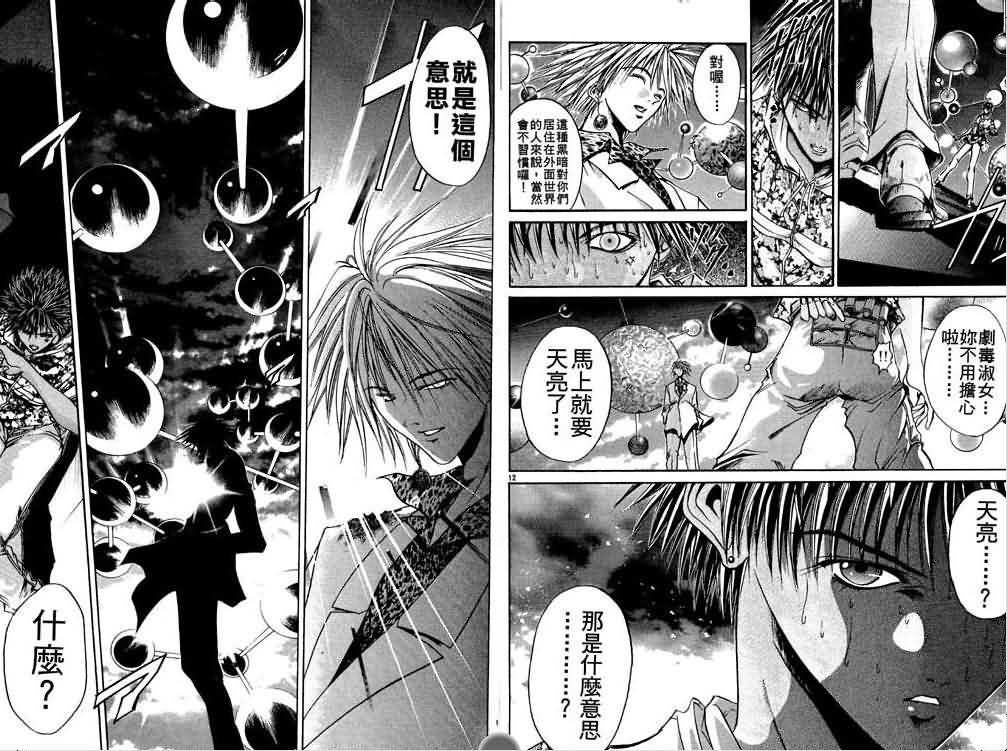 對喔……
這種黑暗對你們
居住在外面世界
的人來說，當然
會不習慣囉！
劇毒淑女…
妳不用擔心
啦………
!!
馬上就要
天亮了…
12
天亮………？
那是什麼意思
…………？
就是這個
意思！
什麼？